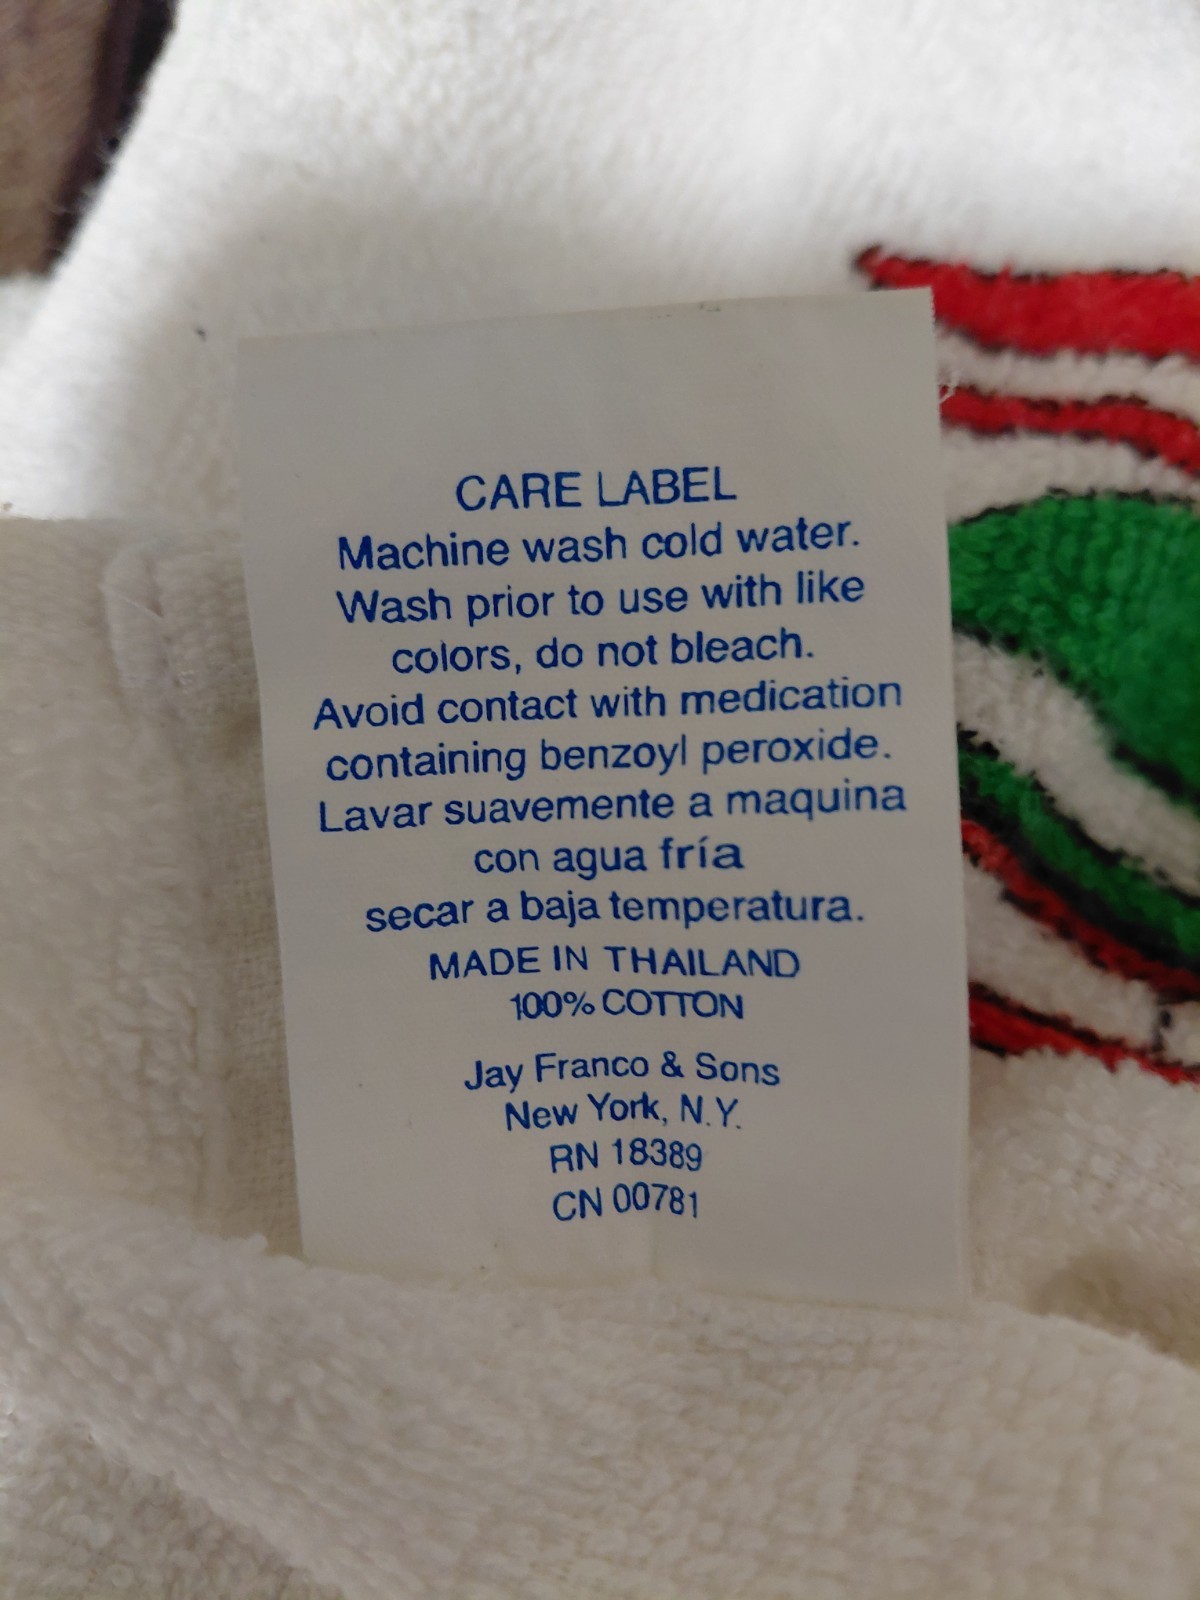 CARE LABEL
Machine wash cold water.
Wash prior to use with like
colors, do not bleach.
Avoid contact with medication
containing benzoyl peroxide.
Lavar suavemente a maquina
con agua fría
secar a baja temperatura.
MADE IN THAILAND
100% COTTON
Jay Franco & Sons
New York, N.Y.
RN 18389
CN 00781